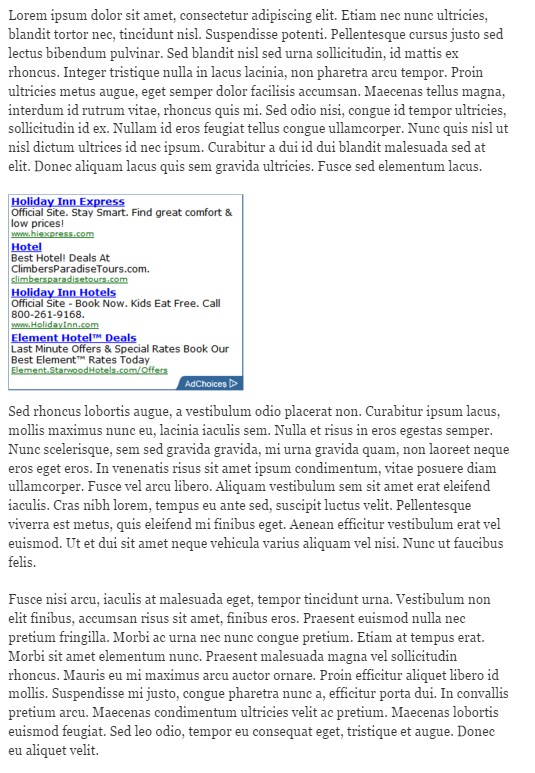 Lorem ipsum dolor sit amet, consectetur adipiscing elit. Etiam nec nunc ultricies,
blandit tortor nec, tincidunt nisl. Suspendisse potenti. Pellentesque cursus justo sed
lectus bibendum pulvinar. Sed blandit nisl sed urna sollicitudin, id mattis ex
rhoncus. Integer tristique nulla in lacus lacinia, non pharetra arcu tempor. Proin
ultricies metus augue, eget semper dolor facilisis accumsan. Maecenas tellus magna,
interdum id rutrum vitae, rhoncus quis mi. Sed odio nisi, congue id tempor ultricies,
sollicitudin id ex. Nullam id eros feugiat tellus congue ullamcorper. Nunc quis nisl ut
nisl dictum ultrices id nec ipsum. Curabitur a dui id dui blandit malesuada sed at
elit. Donec aliquam lacus quis sem gravida ultricies. Fusce sed elementum lacus.
Holiday Inn Express
Official Site. Stay Smart. Find great comfort &
low prices!
www.hiexpress.com
Hotel
Best Hotel! Deals At
ClimbersParadiseTours.com.
climbersparadisetours.com
Holiday Inn Hotels
Official Site - Book Now. Kids Eat Free. Call
800-261-9168.
www.HolidayInn.com
Element Hotel™ Deals
Last Minute Offers & Special Rates Book Our
Best Element™ Rates Today
Element.StarwoodHotels.com/Offers
AdChoices
Sed rhoncus lobortis augue, a vestibulum odio placerat non. Curabitur ipsum lacus,
mollis maximus nunc eu, lacinia iaculis sem. Nulla et risus in eros egestas semper.
Nunc scelerisque, sem sed gravida gravida, mi urna gravida quam, non laoreet neque
eros eget eros. In venenatis risus sit amet ipsum condimentum, vitae posuere diam
ullamcorper. Fusce vel arcu libero. Aliquam vestibulum sem sit amet erat eleifend
iaculis. Cras nibh lorem, tempus eu ante sed, suscipit luctus velit. Pellentesque
viverra est metus, quis eleifend mi finibus eget. Aenean efficitur vestibulum erat vel
euismod. Ut et dui sit amet neque vehicula varius aliquam vel nisi. Nunc ut faucibus
felis.
Fusce nisi arcu, iaculis at malesuada eget, tempor tincidunt urna. Vestibulum non
elit finibus, accumsan risus sit amet, finibus eros. Praesent euismod nulla nec
pretium fringilla. Morbi ac urna nec nunc congue pretium. Etiam at tempus erat.
Morbi sit amet elementum nunc. Praesent malesuada magna vel sollicitudin
rhoncus. Mauris eu mi maximus arcu auctor ornare. Proin efficitur aliquet libero id
mollis. Suspendisse mi justo, congue pharetra nunc a, efficitur porta dui. In convallis
pretium arcu. Maecenas condimentum ultricies velit ac pretium. Maecenas lobortis
euismod feugiat. Sed leo odio, tempor eu consequat eget, tristique et augue. Donec
eu aliquet velit.